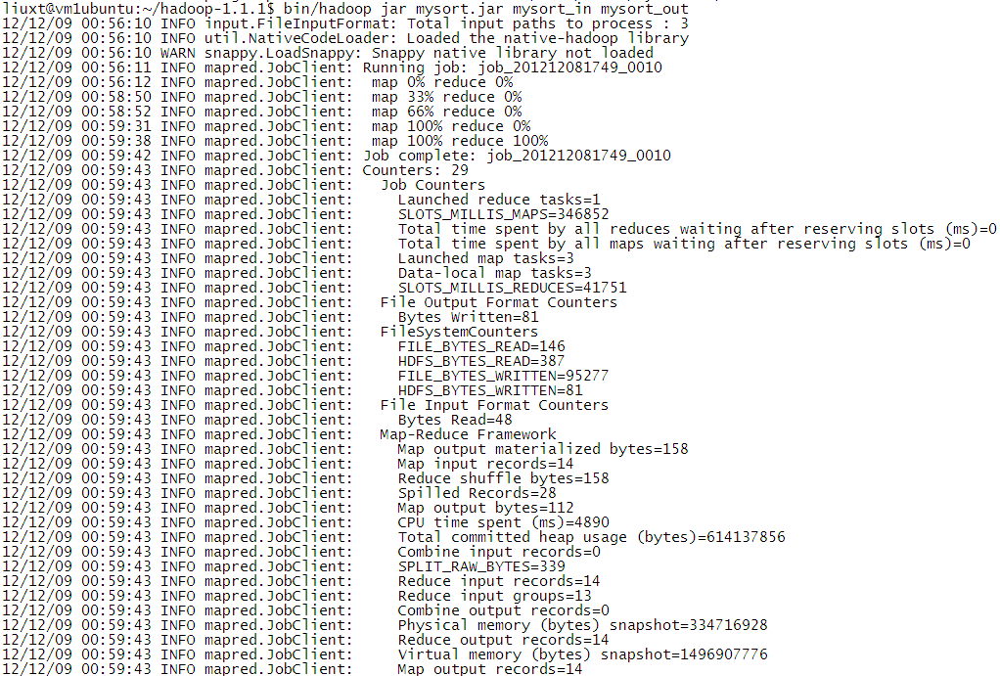 liuxt@vm1ubuntu:~/hadoop-1.1.1$ bin/hadoop jar mysort.jar mysort_in mysort_out
12/12/09 00:56:10 INFO input.FileInputFormat: Total input paths to process : 3
12/12/09 00:56:10 INFO util.NativeCodeLoader: Loaded the native-hadoop library
12/12/09 00:56:10 WARN snappy.LoadSnappy: Snappy native library not loaded
12/12/09 00:56:11 INFO mapred.JobClient: Running job: job_201212081749_0010
12/12/09 00:56:12 INFO mapred.JobClient:  map 0% reduce 0%
12/12/09 00:58:50 INFO mapred.JobClient:  map 33% reduce 0%
12/12/09 00:58:52 INFO mapred.JobClient:  map 66% reduce 0%
12/12/09 00:59:31 INFO mapred.JobClient:  map 100% reduce 0%
12/12/09 00:59:38 INFO mapred.JobClient:  map 100% reduce 100%
12/12/09 00:59:42 INFO mapred.JobClient: Job complete: job_201212081749_0010
12/12/09 00:59:43 INFO mapred.JobClient: Counters: 29
12/12/09 00:59:43 INFO mapred.JobClient:   Job Counters
12/12/09 00:59:43 INFO mapred.JobClient:     Launched reduce tasks=1
12/12/09 00:59:43 INFO mapred.JobClient:     SLOTS_MILLIS_MAPS=346852
12/12/09 00:59:43 INFO mapred.JobClient:     Total time spent by all reduces waiting after reserving slots (ms)=0
12/12/09 00:59:43 INFO mapred.JobClient:     Total time spent by all maps waiting after reserving slots (ms)=0
12/12/09 00:59:43 INFO mapred.JobClient:     Launched map tasks=3
12/12/09 00:59:43 INFO mapred.JobClient:     Data-local map tasks=3
12/12/09 00:59:43 INFO mapred.JobClient:     SLOTS_MILLIS_REDUCES=41751
12/12/09 00:59:43 INFO mapred.JobClient:   File Output Format Counters
12/12/09 00:59:43 INFO mapred.JobClient:     Bytes Written=81
12/12/09 00:59:43 INFO mapred.JobClient:   FileSystemCounters
12/12/09 00:59:43 INFO mapred.JobClient:     FILE_BYTES_READ=146
12/12/09 00:59:43 INFO mapred.JobClient:     HDFS_BYTES_READ=387
12/12/09 00:59:43 INFO mapred.JobClient:     FILE_BYTES_WRITTEN=95277
12/12/09 00:59:43 INFO mapred.JobClient:     HDFS_BYTES_WRITTEN=81
12/12/09 00:59:43 INFO mapred.JobClient:   File Input Format Counters
12/12/09 00:59:43 INFO mapred.JobClient:     Bytes Read=48
12/12/09 00:59:43 INFO mapred.JobClient:   Map-Reduce Framework
12/12/09 00:59:43 INFO mapred.JobClient:     Map output materialized bytes=158
12/12/09 00:59:43 INFO mapred.JobClient:     Map input records=14
12/12/09 00:59:43 INFO mapred.JobClient:     Reduce shuffle bytes=158
12/12/09 00:59:43 INFO mapred.JobClient:     Spilled Records=28
12/12/09 00:59:43 INFO mapred.JobClient:     Map output bytes=112
12/12/09 00:59:43 INFO mapred.JobClient:     CPU time spent (ms)=4890
12/12/09 00:59:43 INFO mapred.JobClient:     Total committed heap usage (bytes)=614137856
12/12/09 00:59:43 INFO mapred.JobClient:     Combine input records=0
12/12/09 00:59:43 INFO mapred.JobClient:     SPLIT_RAW_BYTES=339
12/12/09 00:59:43 INFO mapred.JobClient:     Reduce input records=14
12/12/09 00:59:43 INFO mapred.JobClient:     Reduce input groups=13
12/12/09 00:59:43 INFO mapred.JobClient:     Combine output records=0
12/12/09 00:59:43 INFO mapred.JobClient:     Physical memory (bytes) snapshot=334716928
12/12/09 00:59:43 INFO mapred.JobClient:     Reduce output records=14
12/12/09 00:59:43 INFO mapred.JobClient:     Virtual memory (bytes) snapshot=1496907776
12/12/09 00:59:43 INFO mapred.JobClient:     Map output records=14